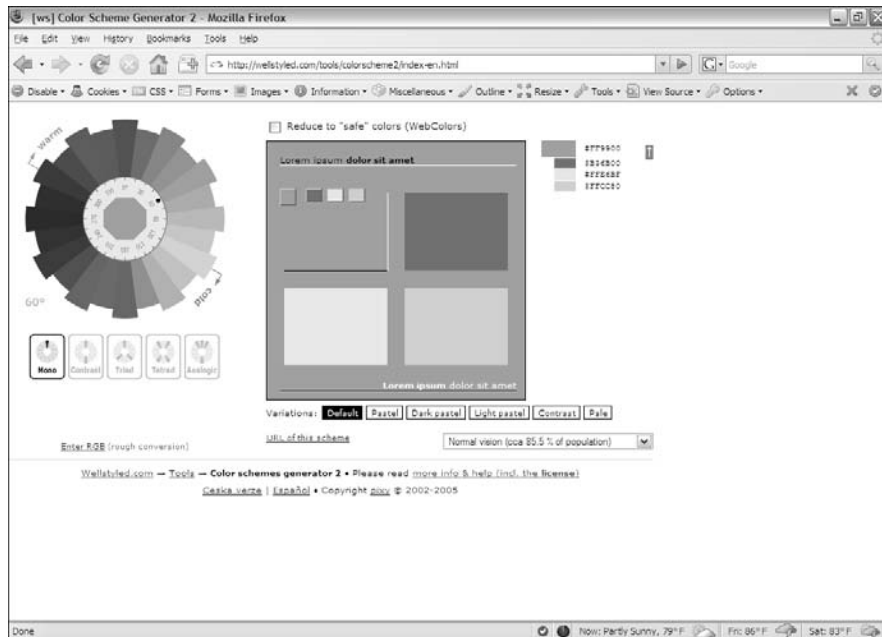 [ws] Color Scheme Generator 2 - Mozilla Firefox
File Edit View History Bookmarks Tools Help
http://wellstyled.com/tools/colorscheme2/index-en.html G Google
Disable Cookies CSS Forms Images Information Miscellaneous Outline Resize Tools View Source Options
warm
cold
60°
Mono Contrast Triad Tetrad Analogic
Enter RGB (rough conversion)
Reduce to "safe" colors (WebColors)
Lorem ipsum dolor sit amet
Lorem ipsum dolor sit amet
#FF9900
#B36B00
#FFE6BF
#FFCC80
Variations: Default Pastel Dark pastel Light pastel Contrast Pale
URL of this scheme
Normal vision (cca 85.5 % of population)
Wellstyled.com — Tools — Color schemes generator 2 • Please read more info & help (incl. the license)
Ceska verze | Español • Copyright pixy © 2002-2005
Done
Now: Partly Sunny, 79° F Fri: 86° F Sat: 83° F